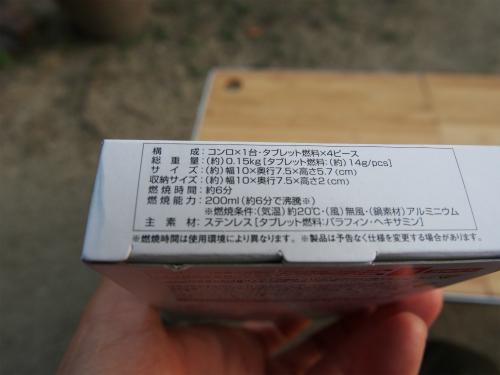 構成:コンロ×1台・タブレット燃料×4ピース
総重量:(約)0.15kg[タブレット燃料:(約)14g/pcs]
サイズ:(約)幅10×奥行7.5×高さ5.7(cm)
収納サイズ:(約)幅10×奥行7.5×高さ2(cm)
燃焼時間:約6分
燃焼能力:200ml(約6分で沸騰※)
※燃焼条件:(気温)約20℃・(風)無風・(鍋素材)アルミニウム
主素材:ステンレス[タブレット燃料:パラフィン・ヘキサミン]
※燃焼時間は使用環境により異なります。※製品は予告なく仕様を変更する場合があります。